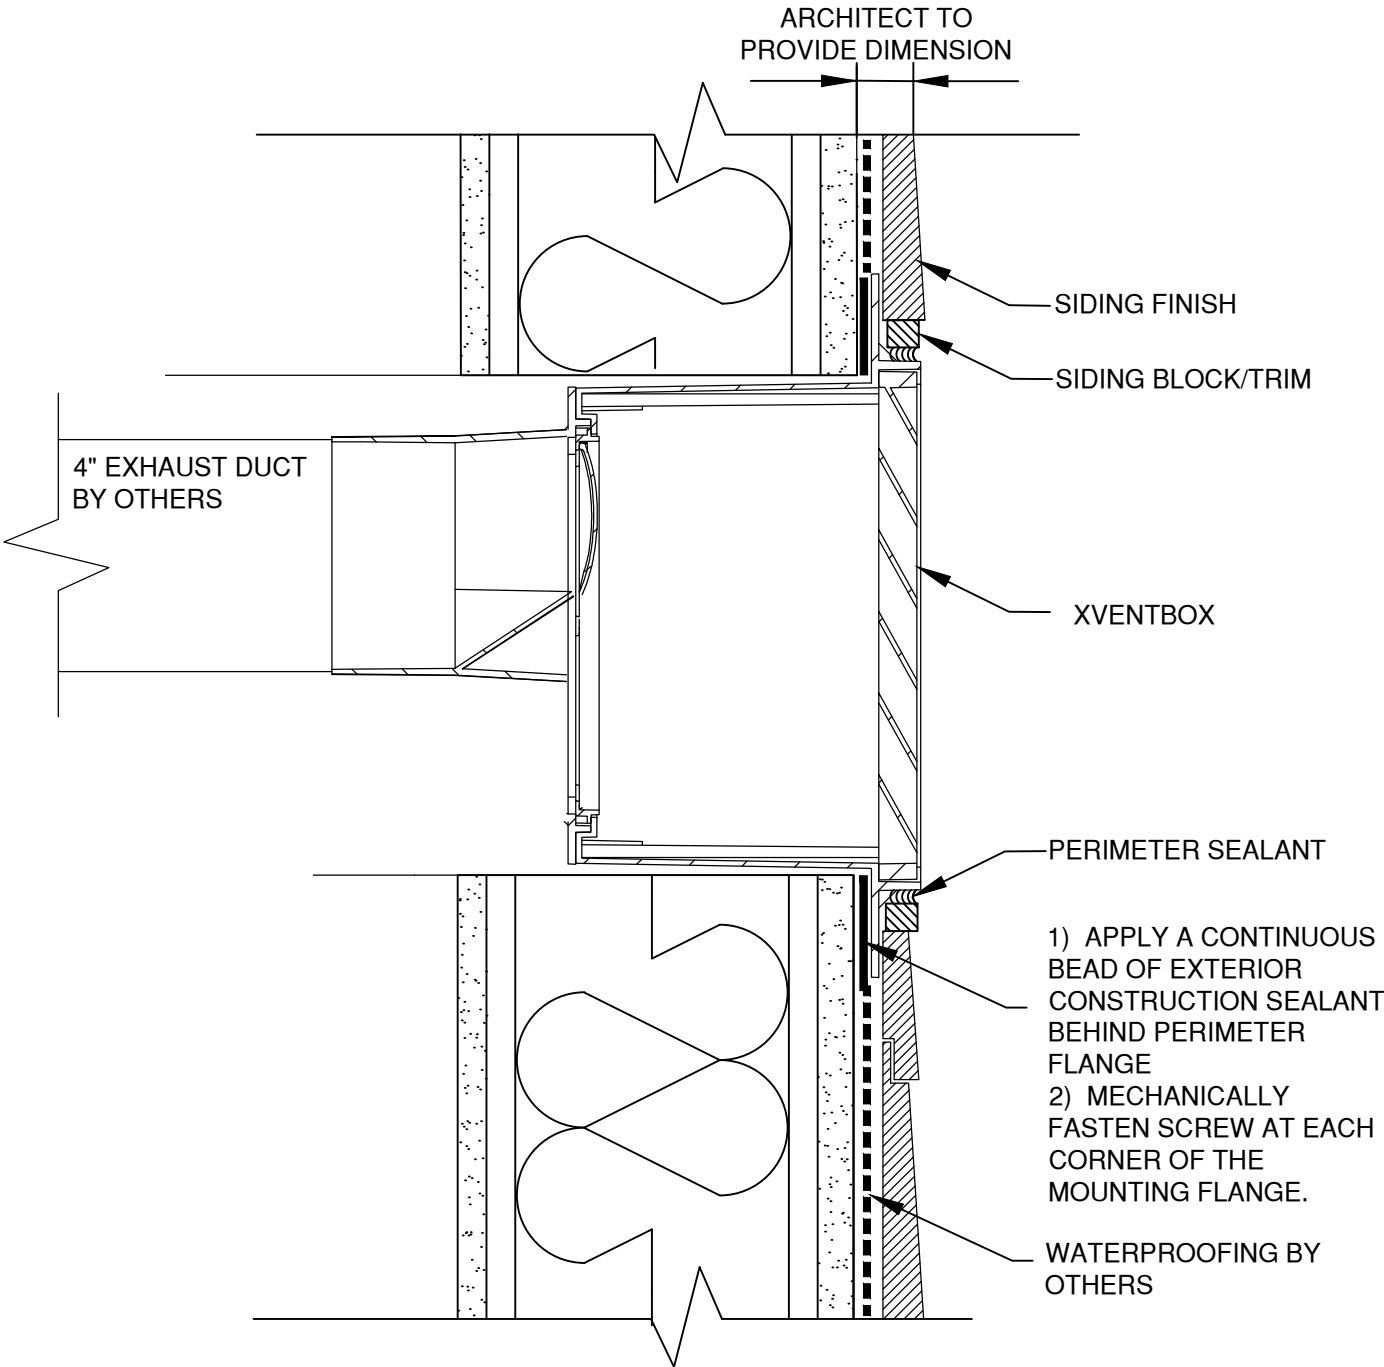 ARCHITECT TO
PROVIDE DIMENSION
SIDING FINISH
SIDING BLOCK/TRIM
4" EXHAUST DUCT
BY OTHERS
XVENTBOX
PERIMETER SEALANT
1) APPLY A CONTINUOUS
BEAD OF EXTERIOR
CONSTRUCTION SEALANT
BEHIND PERIMETER
FLANGE
2) MECHANICALLY
FASTEN SCREW AT EACH
CORNER OF THE
MOUNTING FLANGE.
WATERPROOFING BY
OTHERS